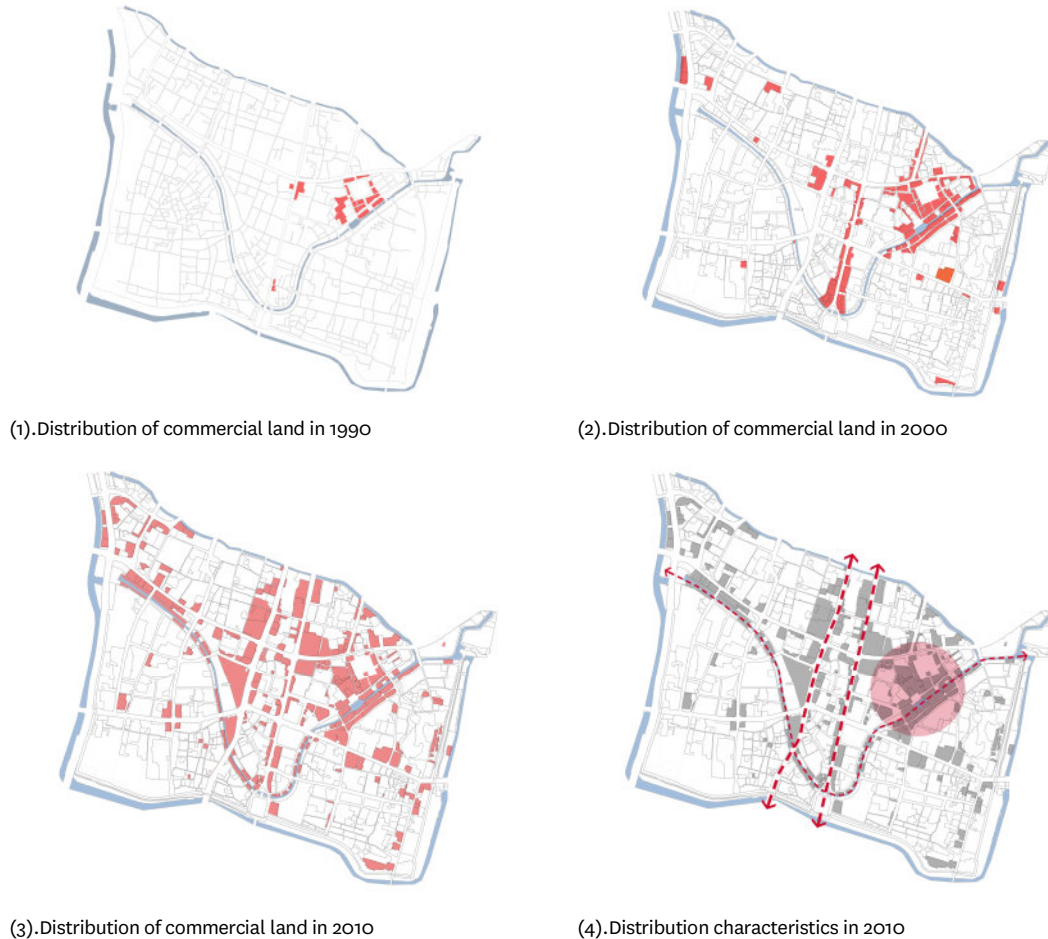 (1).Distribution of commercial land in 1990
(2).Distribution of commercial land in 2000
(3).Distribution of commercial land in 2010
(4).Distribution characteristics in 2010